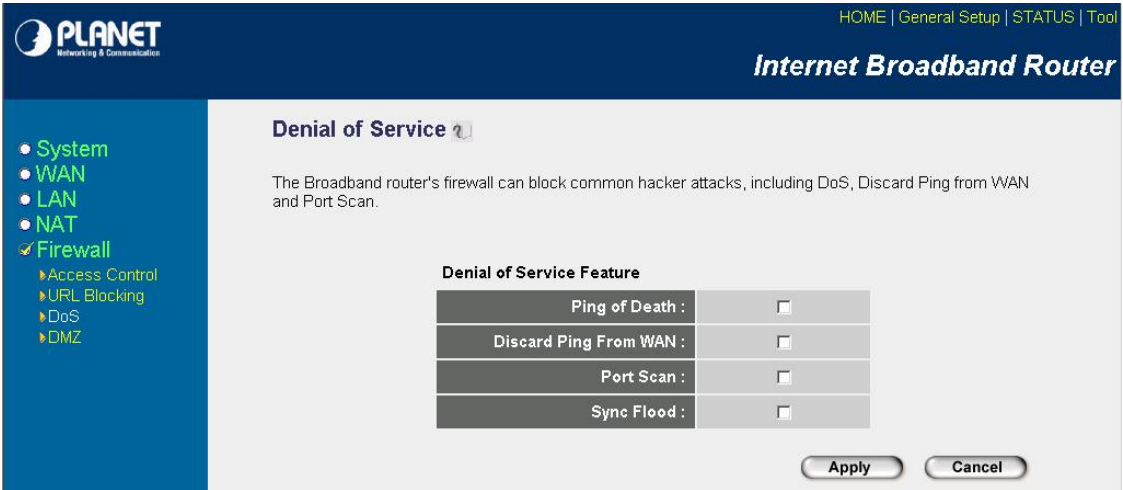 PLANET
Networking & Communication
HOME | General Setup | STATUS | Tool
Internet Broadband Router
System
WAN
LAN
NAT
Firewall
Access Control
URL Blocking
DoS
DMZ
Denial of Service
The Broadband router's firewall can block common hacker attacks, including DoS, Discard Ping from WAN
and Port Scan.
Denial of Service Feature
Ping of Death :
Discard Ping From WAN :
Port Scan :
Sync Flood :
Apply
Cancel